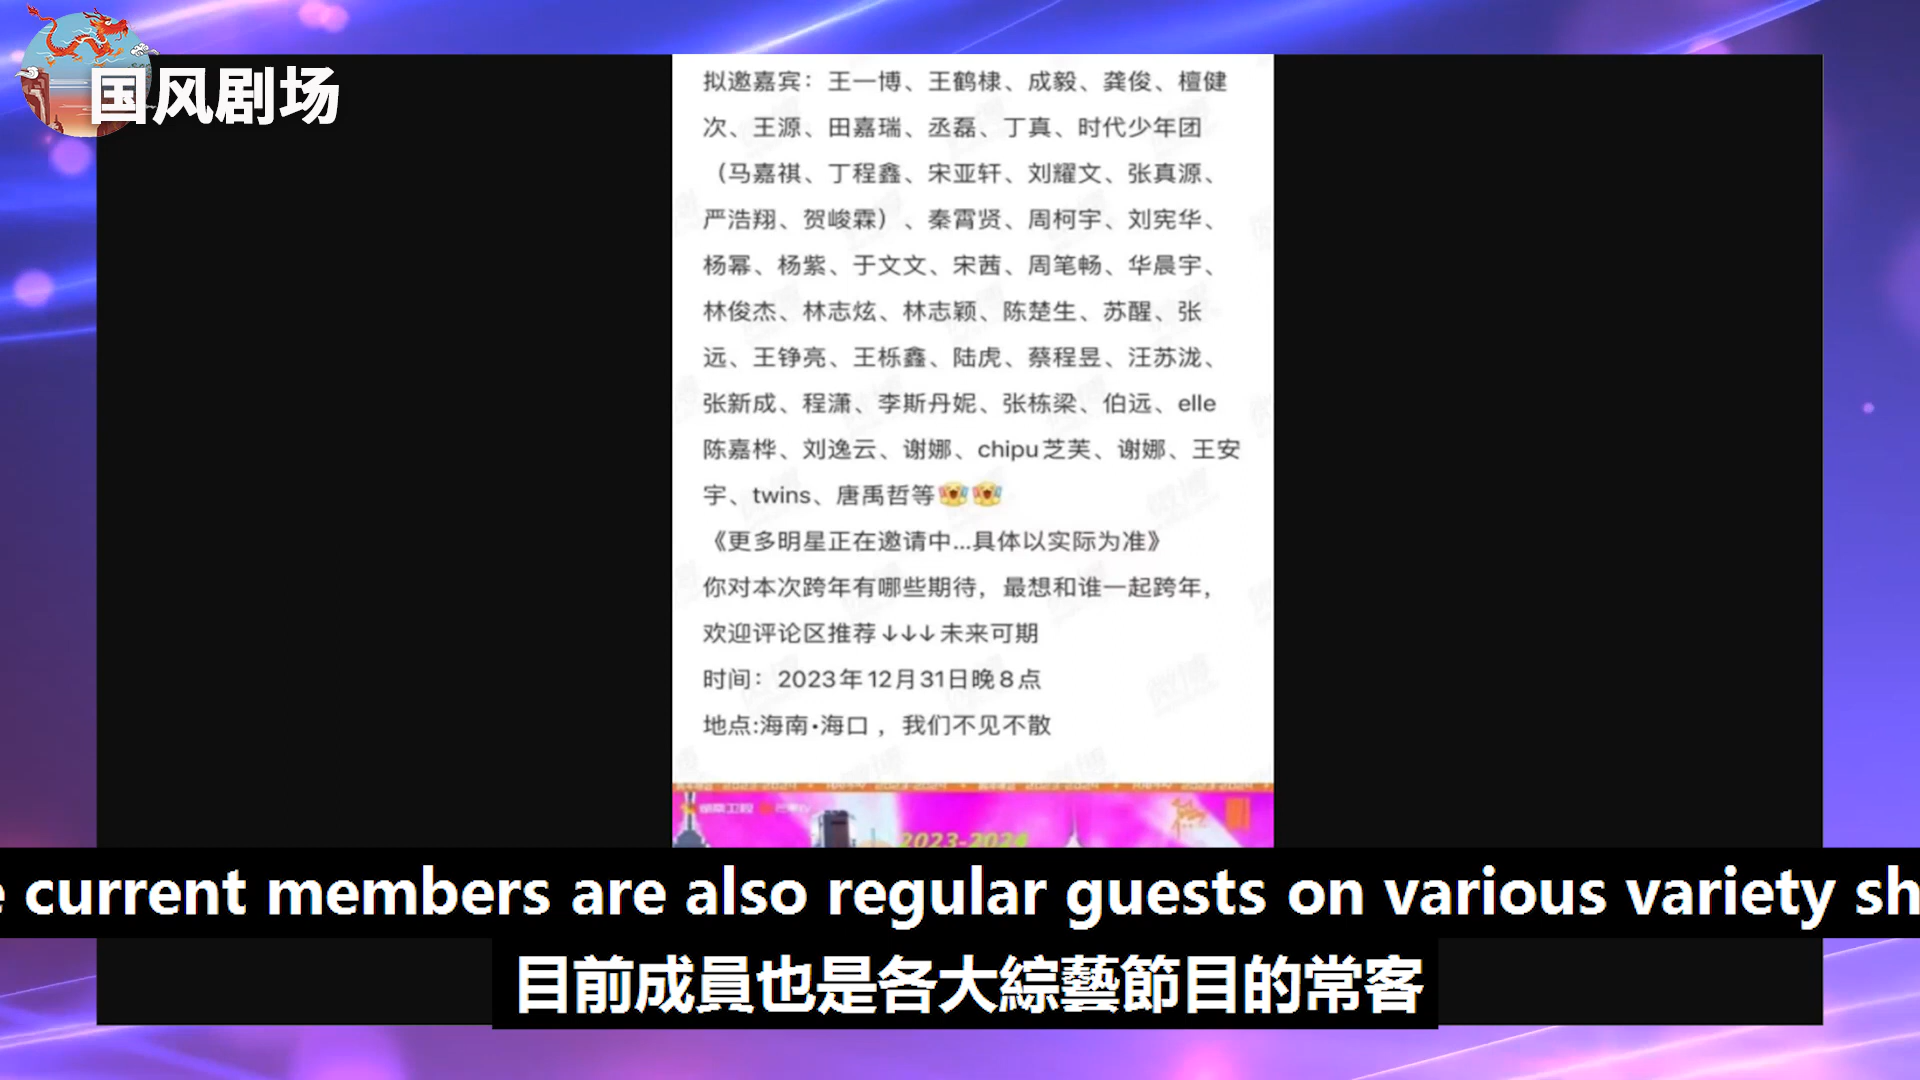 国风剧场
拟邀嘉宾：王一博、王鹤棣、成毅、龚俊、檀健
次、王源、田嘉瑞、丞磊、丁真、时代少年团
（马嘉祺、丁程鑫、宋亚轩、刘耀文、张真源、
严浩翔、贺峻霖）、秦霄贤、周柯宇、刘宪华、
杨幂、杨紫、于文文、宋茜、周笔畅、华晨宇、
林俊杰、林志炫、林志颖、陈楚生、苏醒、张
远、王铮亮、王栎鑫、陆虎、蔡程昱、汪苏泷、
张新成、程潇、李斯丹妮、张栋梁、伯远、elle
陈嘉桦、刘逸云、谢娜、chipu芝芙、谢娜、王安
宇、twins、唐禹哲等
《更多明星正在邀请中...具体以实际为准》
你对本次跨年有哪些期待，最想和谁一起跨年，
欢迎评论区推荐↓↓↓未来可期
时间：2023年12月31日晚8点
地点:海南·海口 ，我们不见不散
2023-2024
e current members are also regular guests on various variety sh
目前成員也是各大綜藝節目的常客